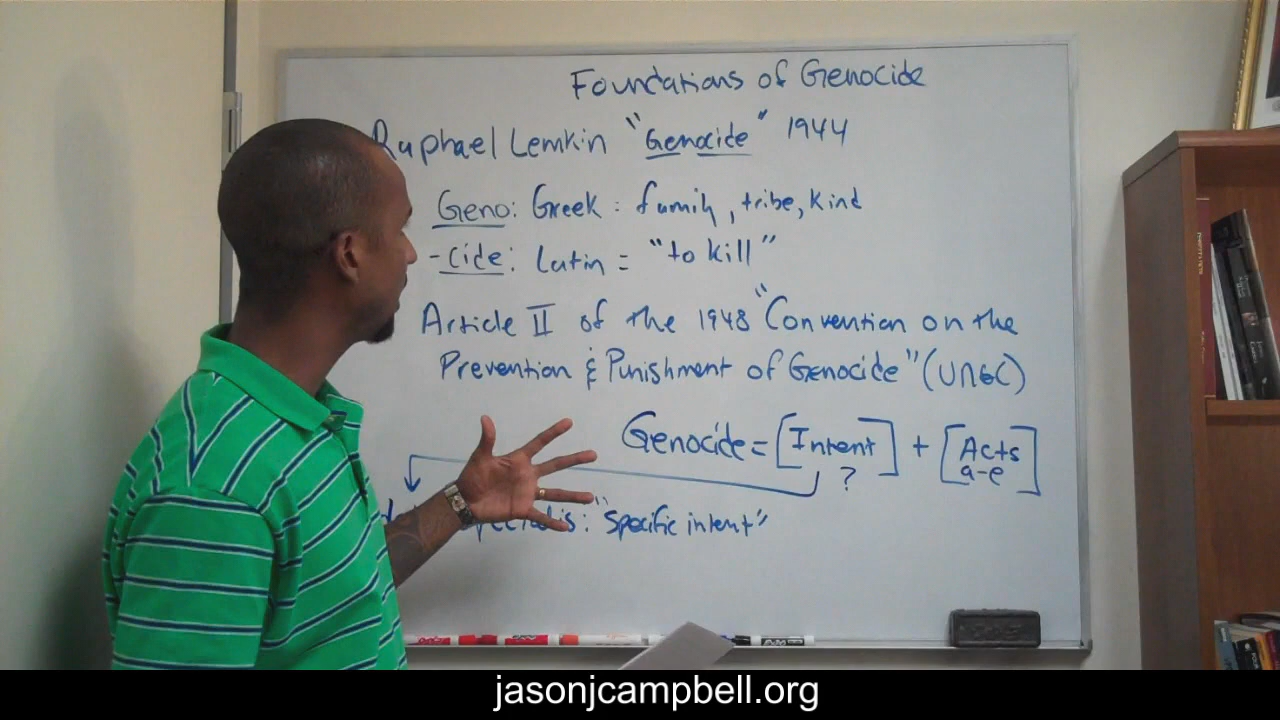 Foundations of Genocide
Raphael Lemkin "Genocide" 1944
Geno: Greek: family, tribe, kind
-cide: Latin = "to kill"
Article II of the 1948 "Convention on the
Prevention & Punishment of Genocide" (UNGC)
Genocide = [Intent] + [Acts
? a-e]
: "specific intent"
jasonjcampbell.org